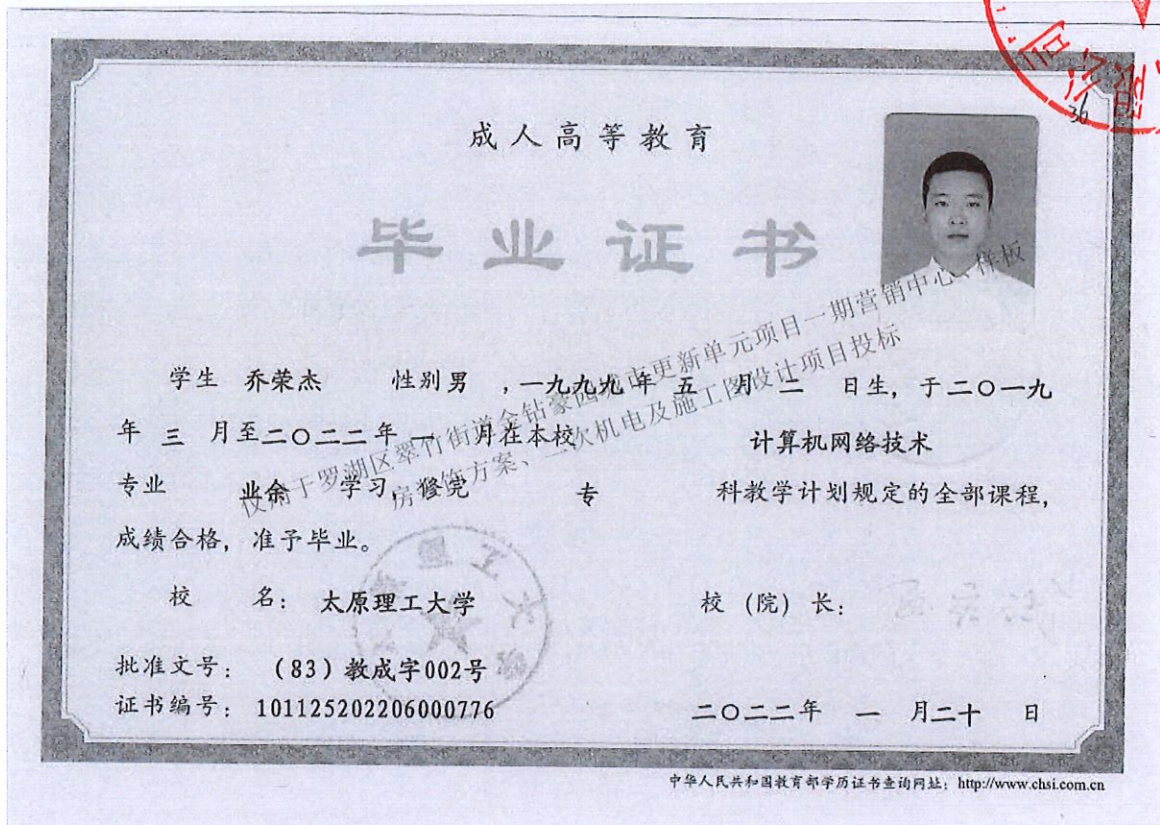 成人高等教育
毕业证书
学生 乔荣杰 性别 男 ，一九九九年 五 月 二 日生，于二〇一九
年 三 月至二〇二二年 一 月在本校 计算机网络技术
专业 业余 学习，修完 专 科教学计划规定的全部课程，
成绩合格，准予毕业。
校 名： 太原理工大学 校（院）长：
批准文号： （83）教成字002号
证书编号： 101125202206000776 二〇二二年 一 月二十 日
中华人民共和国教育部学历证书查询网址：http://www.chsi.com.cn
仅用于罗湖区翠竹街道金钻豪园城市更新单元项目一期营销中心、样板
房装饰方案、二次机电及施工图设计项目投标
36